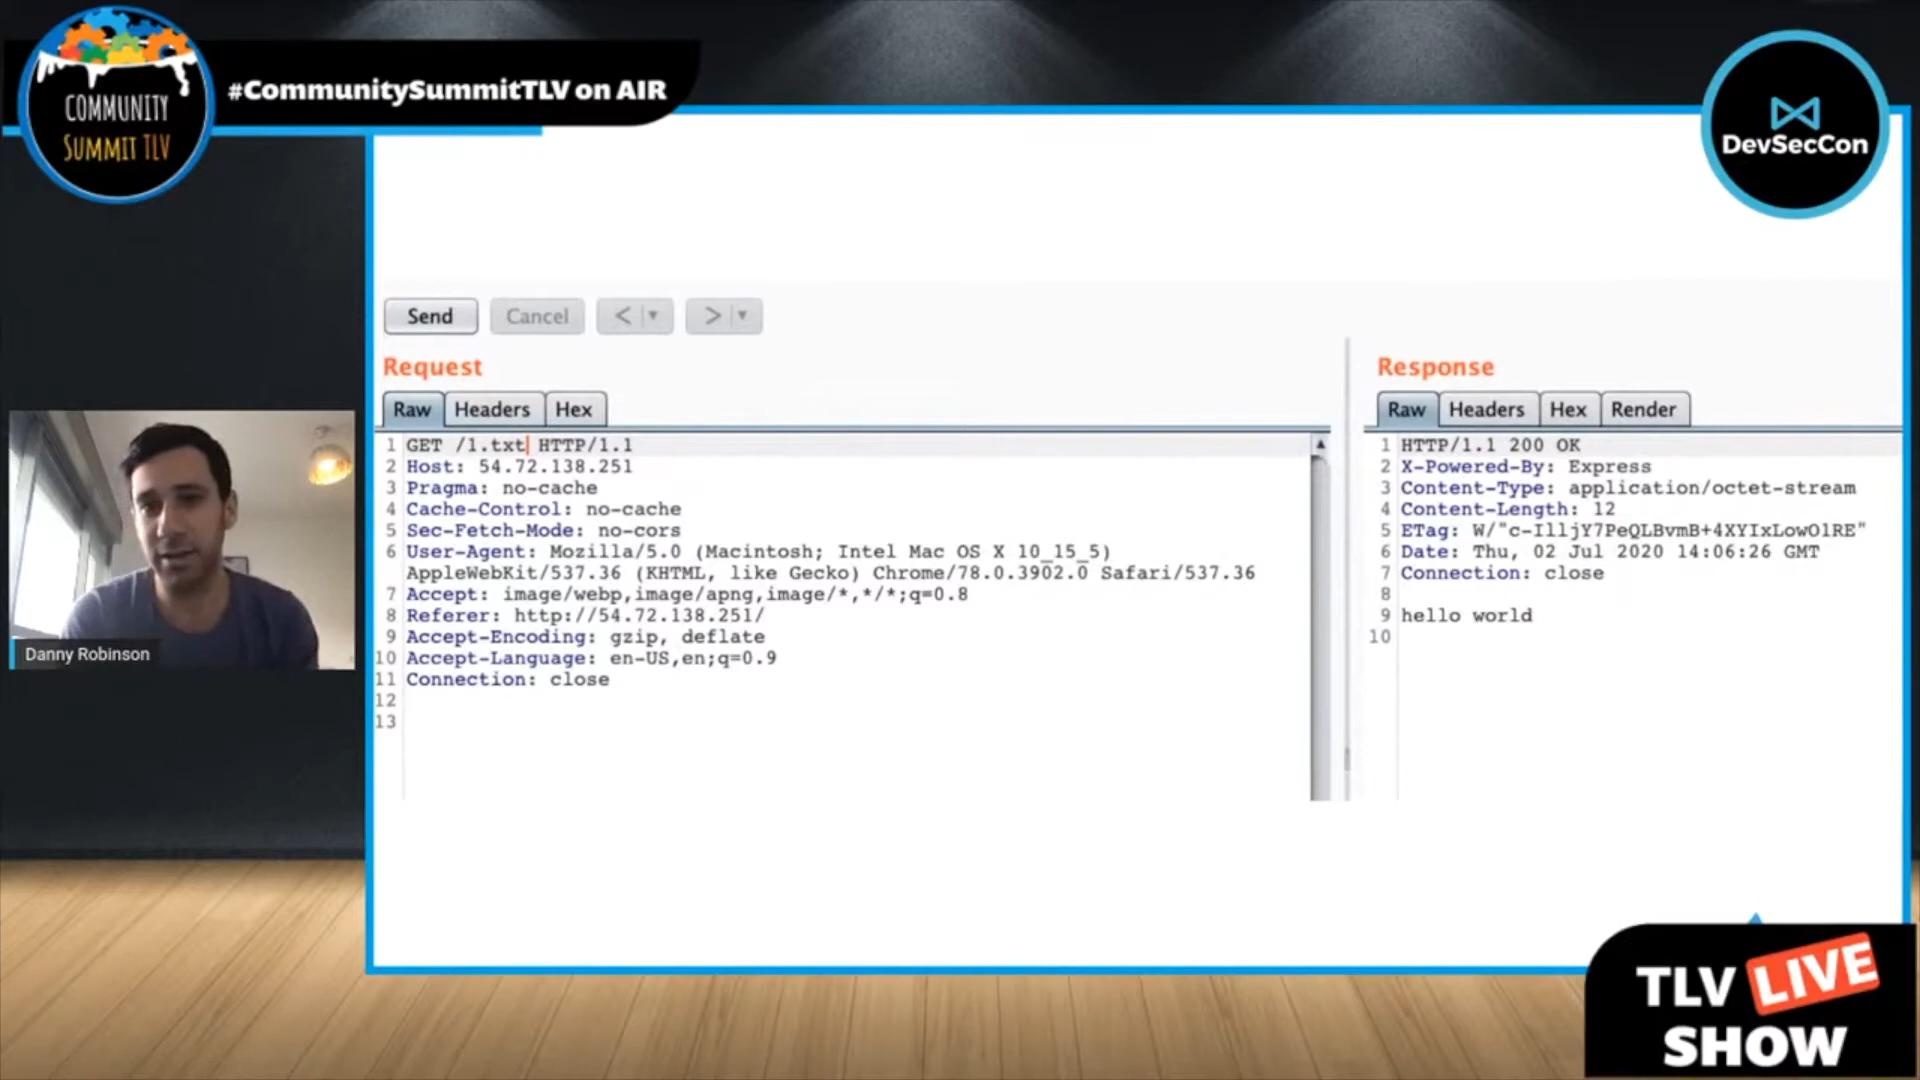 COMMUNITY
SUMMIT TLV
#CommunitySummitTLV on AIR
DevSecCon
Send
Cancel
<
>
Request
Raw
Headers
Hex
1 GET /1.txt HTTP/1.1
2 Host: 54.72.138.251
3 Pragma: no-cache
4 Cache-Control: no-cache
5 Sec-Fetch-Mode: no-cors
6 User-Agent: Mozilla/5.0 (Macintosh; Intel Mac OS X 10_15_5)
AppleWebKit/537.36 (KHTML, like Gecko) Chrome/78.0.3902.0 Safari/537.36
7 Accept: image/webp,image/apng,image/*,*/*;q=0.8
8 Referer: http://54.72.138.251/
9 Accept-Encoding: gzip, deflate
10 Accept-Language: en-US,en;q=0.9
11 Connection: close
12
13
Response
Raw
Headers
Hex
Render
1 HTTP/1.1 200 OK
2 X-Powered-By: Express
3 Content-Type: application/octet-stream
4 Content-Length: 12
5 ETag: W/"c-IlljY7PeQLBvmB+4XYIxLowO1RE"
6 Date: Thu, 02 Jul 2020 14:06:26 GMT
7 Connection: close
8
9 hello world
10
Danny Robinson
TLV LIVE
SHOW